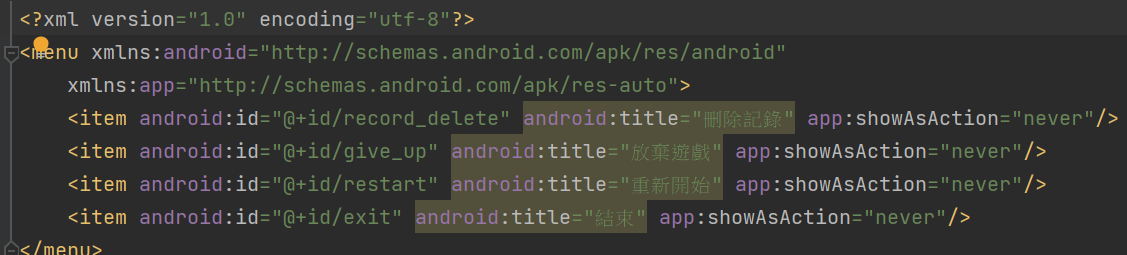 <?xml version="1.0" encoding="utf-8"?>
<menu xmlns:android="http://schemas.android.com/apk/res/android"
    xmlns:app="http://schemas.android.com/apk/res-auto">
    <item android:id="@+id/record_delete" android:title="刪除記錄" app:showAsAction="never"/>
    <item android:id="@+id/give_up" android:title="放棄遊戲" app:showAsAction="never"/>
    <item android:id="@+id/restart" android:title="重新開始" app:showAsAction="never"/>
    <item android:id="@+id/exit" android:title="結束" app:showAsAction="never"/>
</menu>